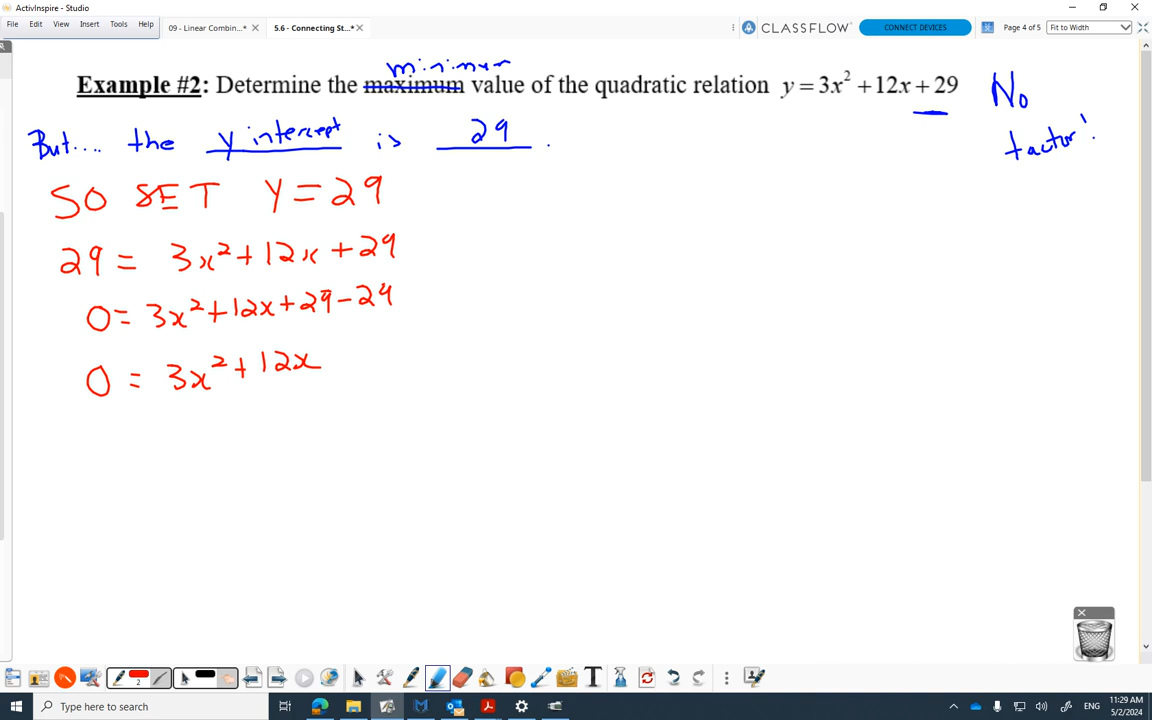 ActivInspire - Studio
File Edit View Insert Tools Help
09 - Linear Combin...*
5.6 - Connecting St...*
CLASSFLOW
CONNECT DEVICES
Page 4 of 5
Fit to Width
minimum
Example #2: Determine the maximum value of the quadratic relation y = 3x² + 12x + 29
No
factor!
But.... the y intercept is 29.
SO SET Y = 29
29 = 3x² + 12x + 29
0 = 3x² + 12x + 29 - 29
0 = 3x² + 12x
2
Type here to search
ENG
11:29 AM
5/2/2024